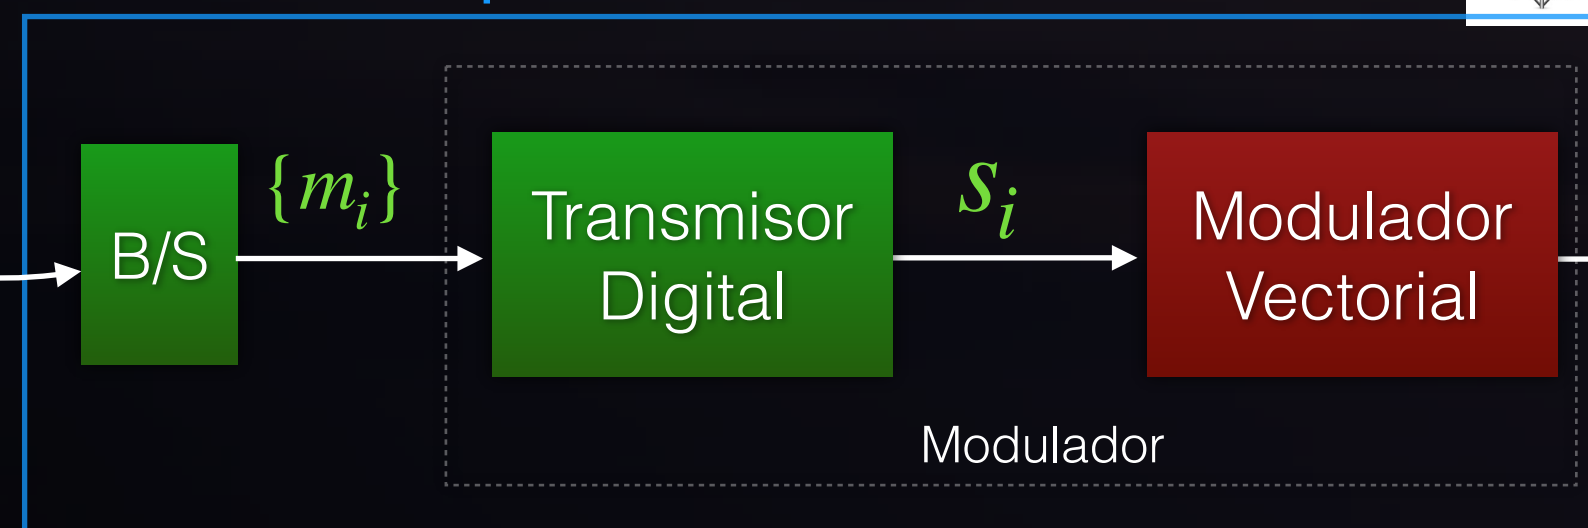 B/S
{m_i}
Transmisor
Digital
s_i
Modulador
Vectorial
Modulador